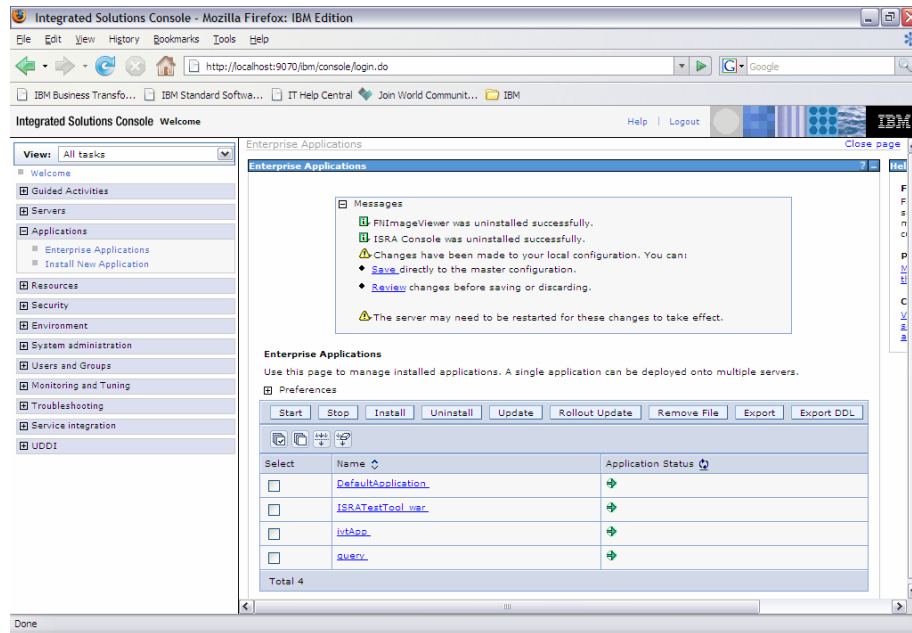 Integrated Solutions Console - Mozilla Firefox: IBM Edition
File Edit View History Bookmarks Tools Help
http://localhost:9070/ibm/console/login.do
G Google
IBM Business Transfo... IBM Standard Softwa... IT Help Central World Communit... IBM
Integrated Solutions Console Welcome
Help | Logout
IBM
View: All tasks
Welcome
Guided Activities
Servers
Applications
Enterprise Applications
Install New Application
Resources
Security
Environment
System administration
Users and Groups
Monitoring and Tuning
Troubleshooting
Service integration
UDDI
Enterprise Applications
Close page
Enterprise Applications
? -
Messages
FNImageViewer was uninstalled successfully.
ISRA Console was uninstalled successfully.
Changes have been made to your local configuration. You can:
Save directly to the master configuration.
Review changes before saving or discarding.
The server may need to be restarted for these changes to take effect.
Enterprise Applications
Use this page to manage installed applications. A single application can be deployed onto multiple servers.
Preferences
Start Stop Install Uninstall Update Rollout Update Remove File Export Export DDL
Select Name Application Status
DefaultApplication
ISRATestTool_war
ivtApp
query
Total 4
Done